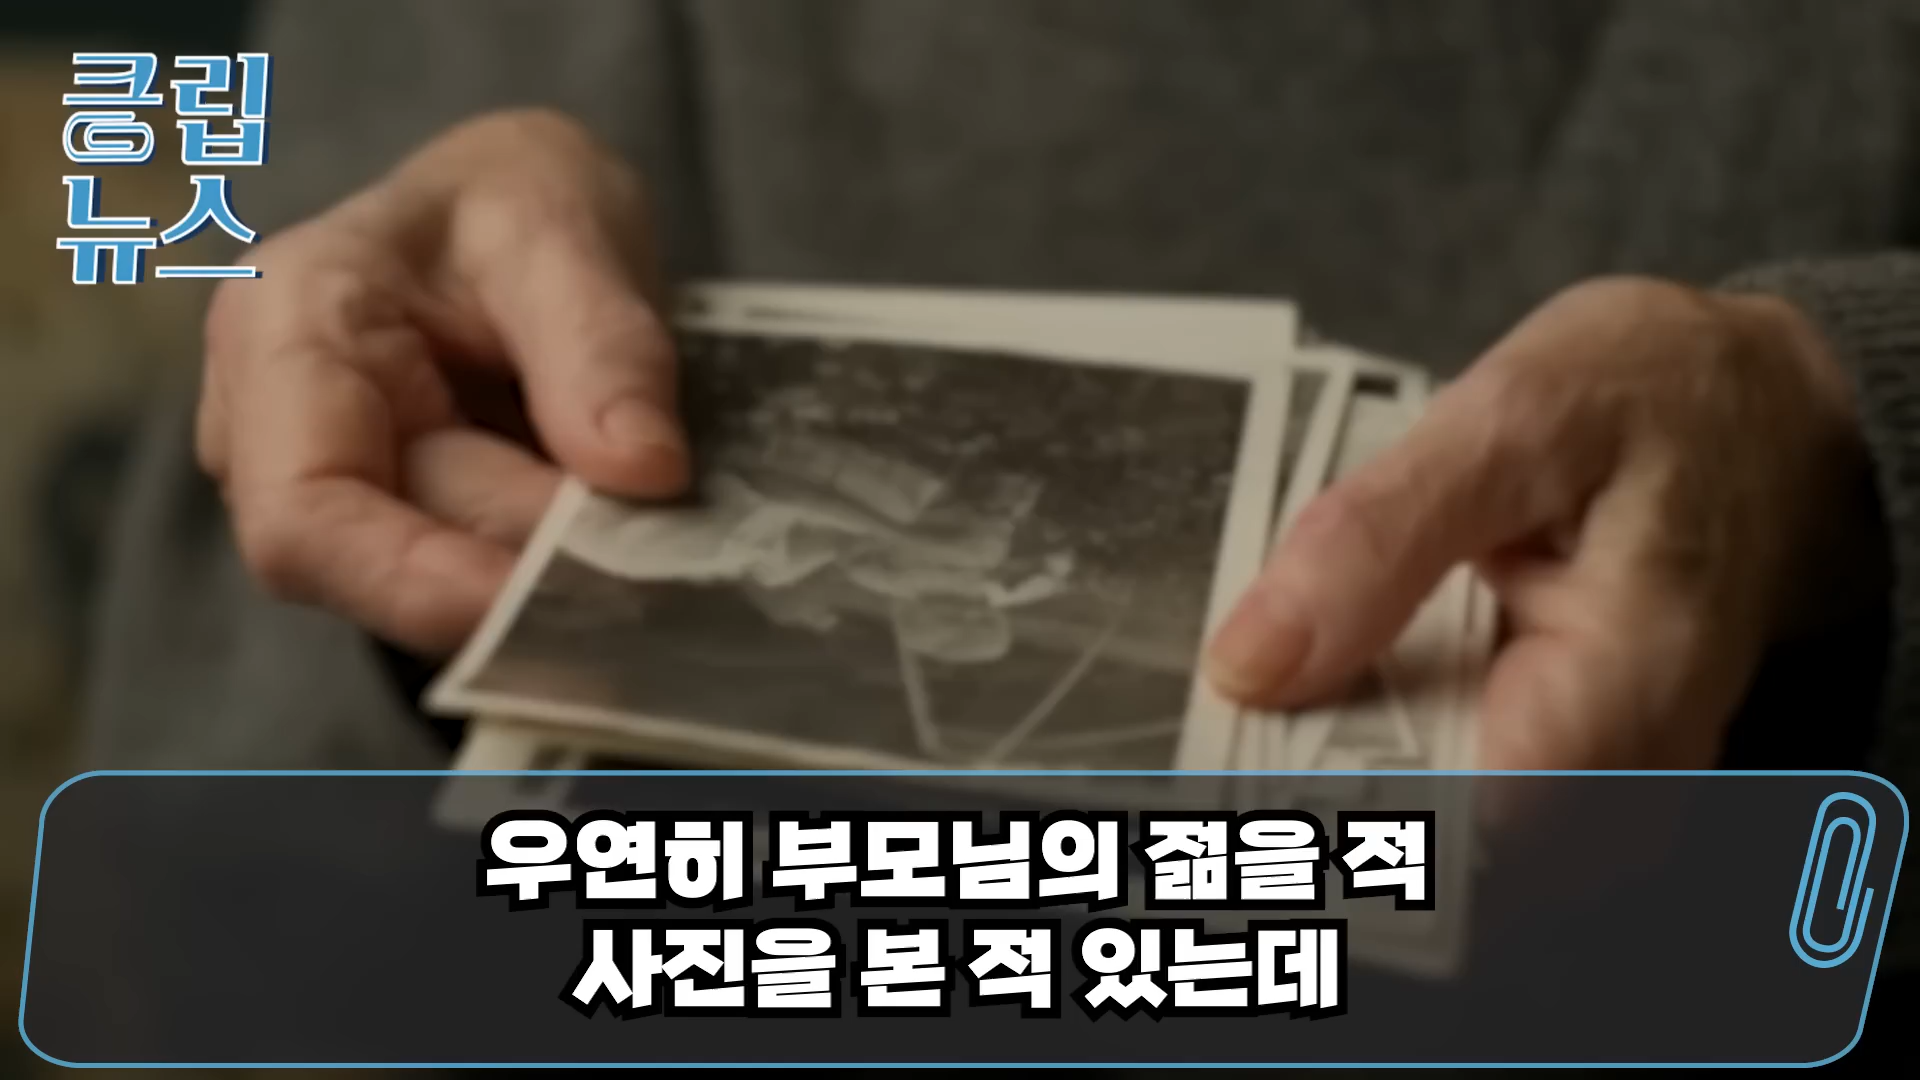 클립
뉴스
우연히 부모님의 젊을 적
사진을 본 적 있는데